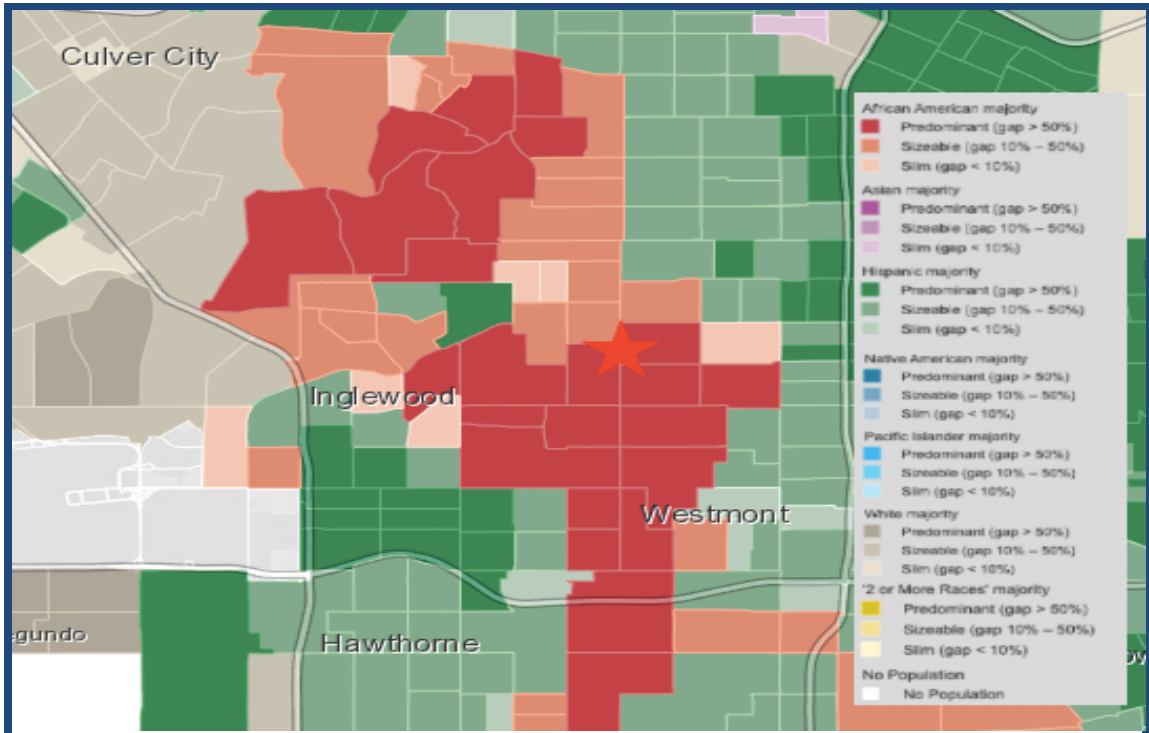 Culver City
African American majority
Predominant (gap > 50%)
Sizeable (gap 10% – 50%)
Slim (gap < 10%)
Asian majority
Predominant (gap > 50%)
Sizeable (gap 10% – 50%)
Slim (gap < 10%)
Hispanic majority
Predominant (gap > 50%)
Sizeable (gap 10% – 50%)
Slim (gap < 10%)
Native American majority
Predominant (gap > 50%)
Sizeable (gap 10% – 50%)
Slim (gap < 10%)
Pacific Islander majority
Predominant (gap > 50%)
Sizeable (gap 10% – 50%)
Slim (gap < 10%)
White majority
Predominant (gap > 50%)
Sizeable (gap 10% – 50%)
Slim (gap < 10%)
'2 or More Races' majority
Predominant (gap > 50%)
Sizeable (gap 10% – 50%)
Slim (gap < 10%)
No Population
No Population
Inglewood
Westmont
egundo
Hawthorne